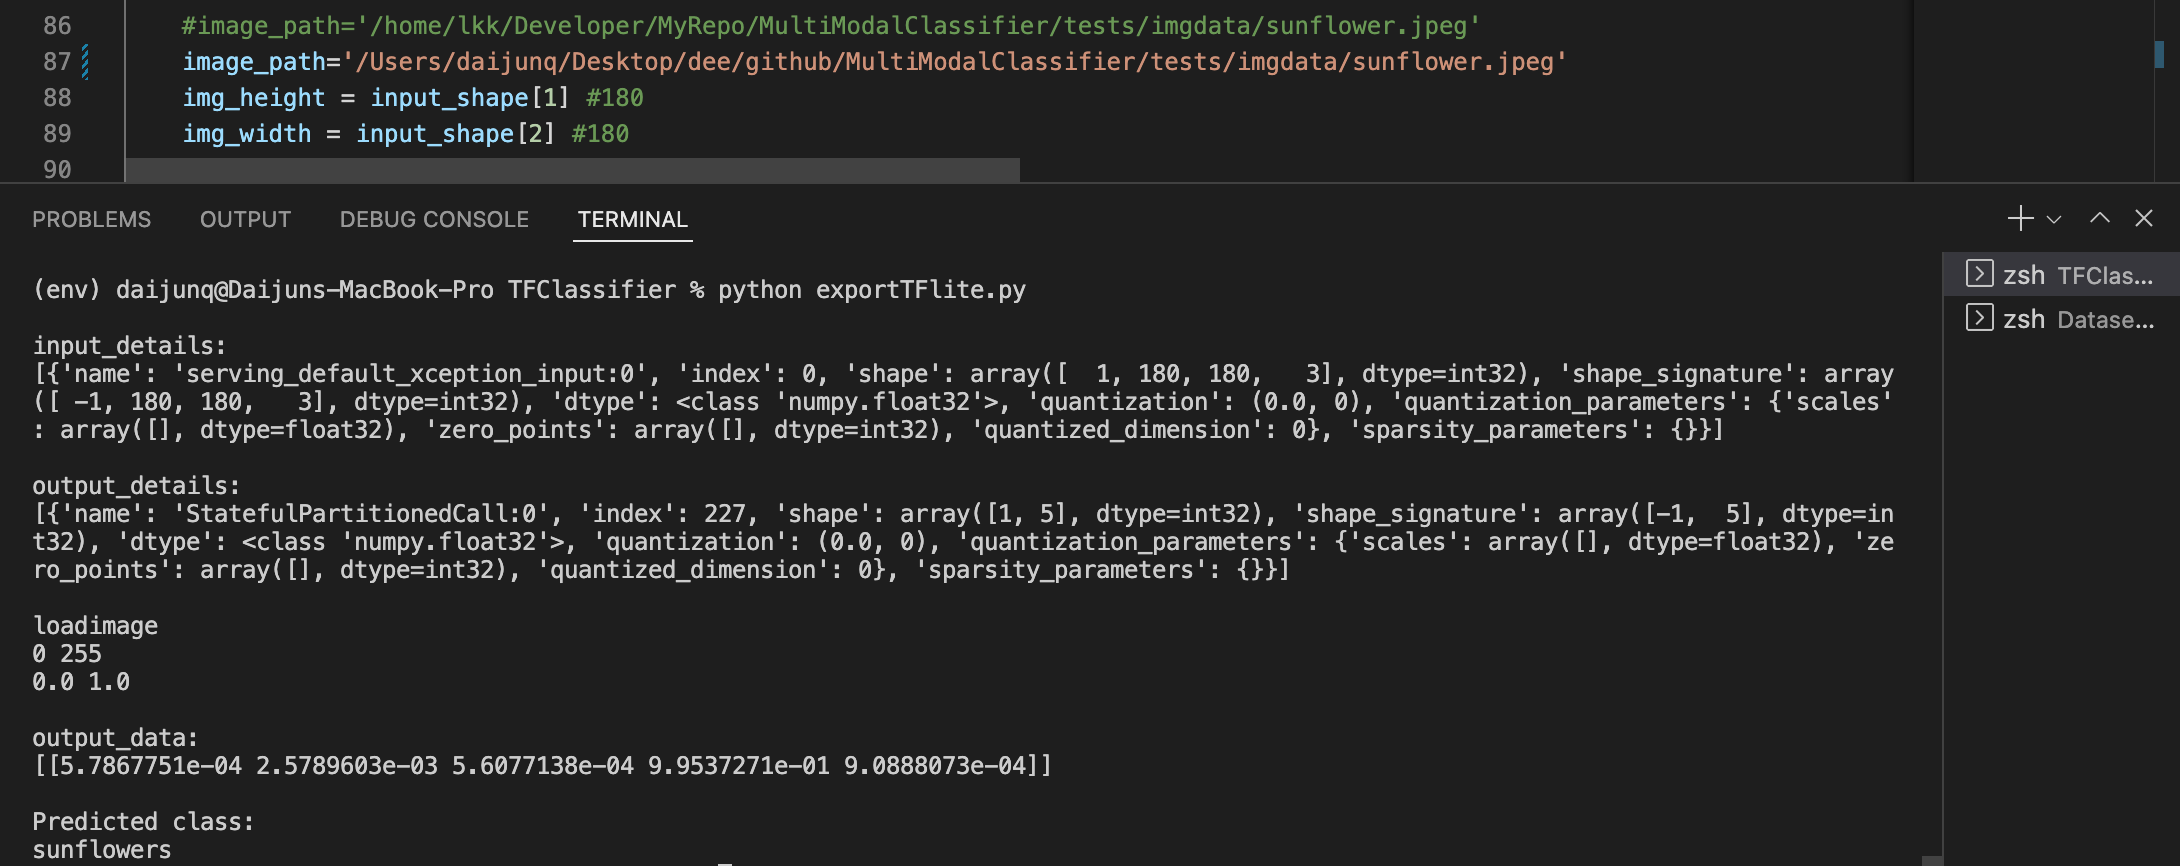 86 #image_path='/home/lkk/Developer/MyRepo/MultiModalClassifier/tests/imgdata/sunflower.jpeg'
87 image_path='/Users/daijunq/Desktop/dee/github/MultiModalClassifier/tests/imgdata/sunflower.jpeg'
88 img_height = input_shape[1] #180
89 img_width = input_shape[2] #180
90
PROBLEMS OUTPUT DEBUG CONSOLE TERMINAL
(env) daijunq@Daijuns-MacBook-Pro TFClassifier % python exportTFlite.py
input_details:
[{'name': 'serving_default_xception_input:0', 'index': 0, 'shape': array([  1, 180, 180,   3], dtype=int32), 'shape_signature': array
([ -1, 180, 180,   3], dtype=int32), 'dtype': <class 'numpy.float32'>, 'quantization': (0.0, 0), 'quantization_parameters': {'scales'
: array([], dtype=float32), 'zero_points': array([], dtype=int32), 'quantized_dimension': 0}, 'sparsity_parameters': {}}]
output_details:
[{'name': 'StatefulPartitionedCall:0', 'index': 227, 'shape': array([1, 5], dtype=int32), 'shape_signature': array([-1,  5], dtype=in
t32), 'dtype': <class 'numpy.float32'>, 'quantization': (0.0, 0), 'quantization_parameters': {'scales': array([], dtype=float32), 'ze
ro_points': array([], dtype=int32), 'quantized_dimension': 0}, 'sparsity_parameters': {}}]
loadimage
0 255
0.0 1.0
output_data:
[[5.7867751e-04 2.5789603e-03 5.6077138e-04 9.9537271e-01 9.0888073e-04]]
Predicted class:
sunflowers
zsh TFClas...
zsh Datase...